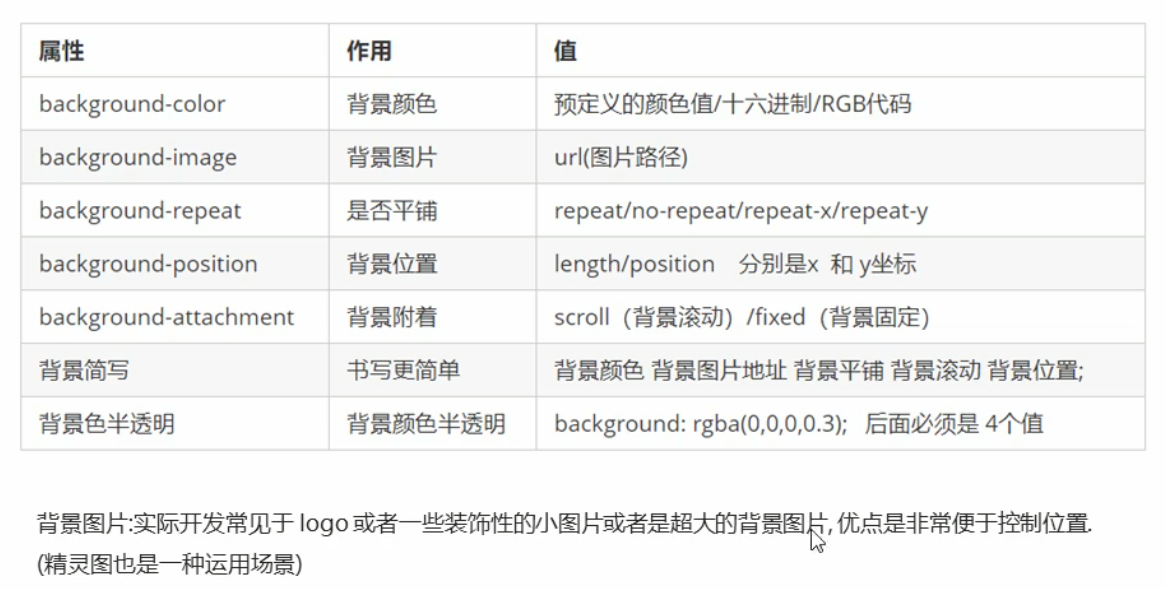 属性 作用 值
background-color 背景颜色 预定义的颜色值/十六进制/RGB代码
background-image 背景图片 url(图片路径)
background-repeat 是否平铺 repeat/no-repeat/repeat-x/repeat-y
background-position 背景位置 length/position 分别是x 和 y坐标
background-attachment 背景附着 scroll（背景滚动）/fixed（背景固定）
背景简写 书写更简单 背景颜色 背景图片地址 背景平铺 背景滚动 背景位置;
背景色半透明 背景颜色半透明 background: rgba(0,0,0,0.3); 后面必须是 4个值
背景图片:实际开发常见于 logo 或者一些装饰性的小图片或者是超大的背景图片, 优点是非常便于控制位置.
(精灵图也是一种运用场景)